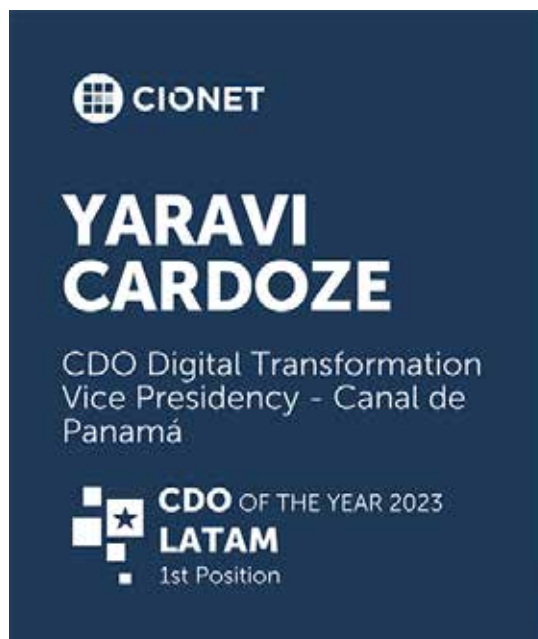 CIONET
YARAVI
CARDOZE
CDO Digital Transformation
Vice Presidency - Canal de
Panamá
CDO OF THE YEAR 2023
LATAM
1st Position